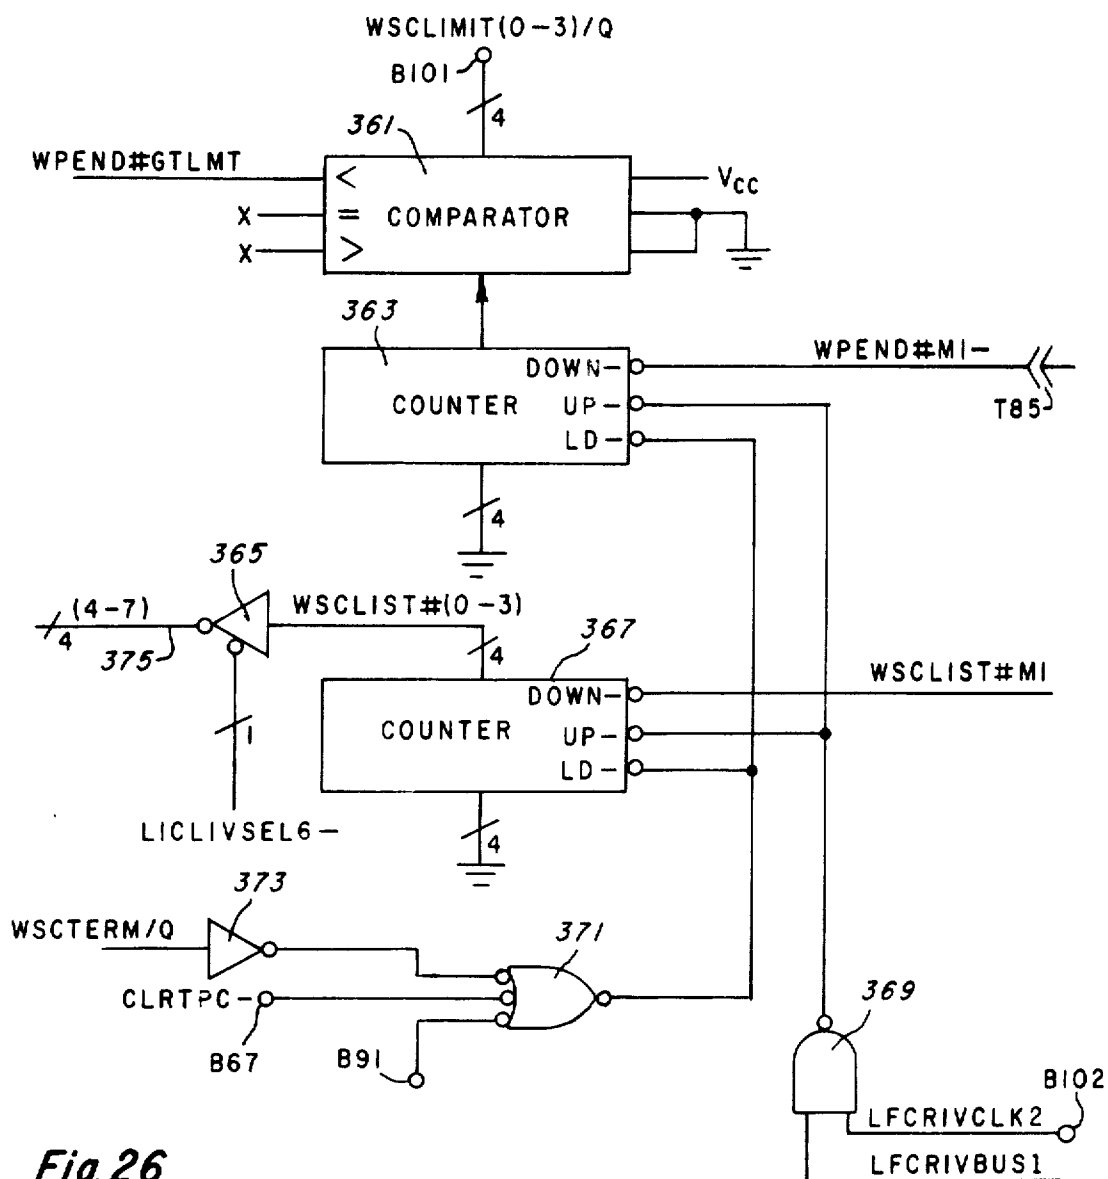 WSCLIMIT(0-3)/Q
B101
4
361
WPEND#GTLMT
<
VCC
X
=
COMPARATOR
X
>
363
DOWN-
WPEND#M1-
COUNTER
UP-
T85
LD-
4
365
(4-7)
WSCLIST#(0-3)
4
375
4
367
WSCLIST#M1
DOWN-
COUNTER
UP-
1
LD-
LICLIVSEL6-
4
373
WSCTERM/Q
371
CLRTPC-
369
B67
B91
B102
LFCRIVCLK2
Fig. 26
LFCRIVBUS1